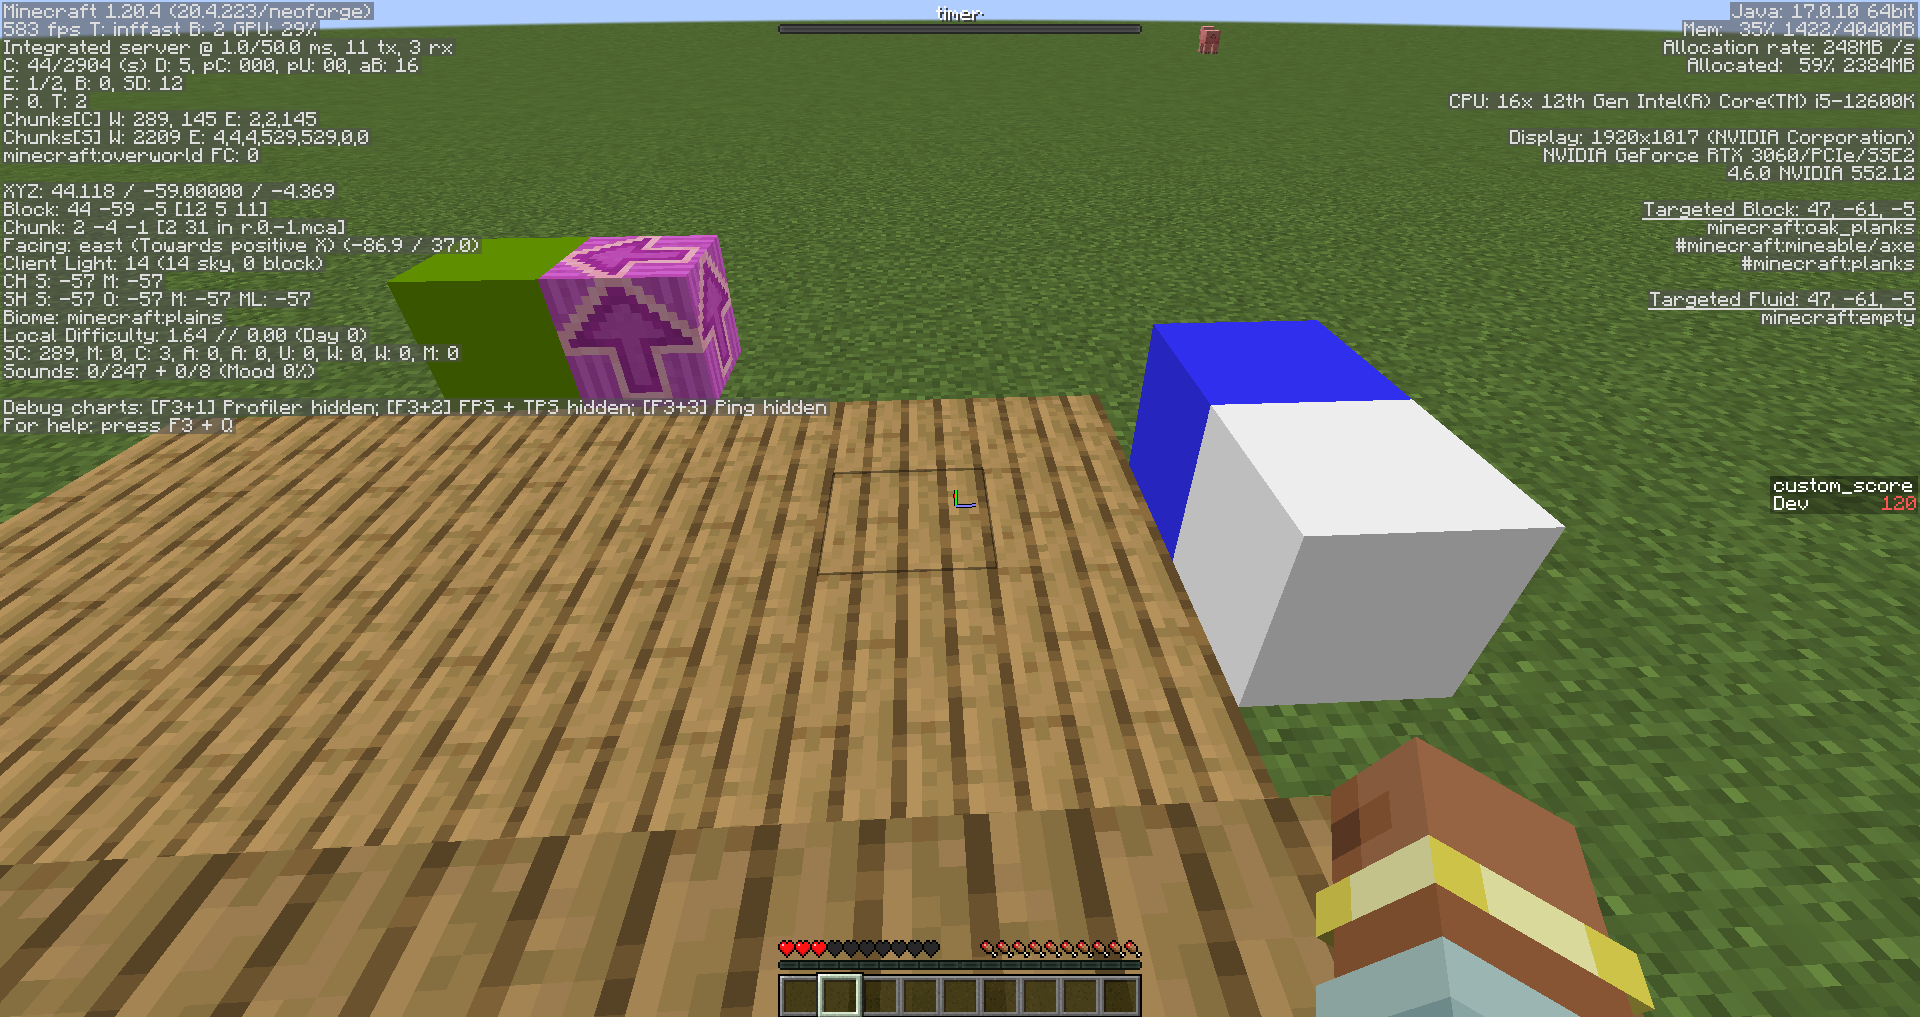 Minecraft 1.20.4 (20.4.223/neoforge)
583 fps T: inffast B: 2 GPU: 29%
Integrated server @ 1.0/50.0 ms, 11 tx, 3 rx
C: 44/2904 (s) D: 5, pC: 000, pU: 00, aB: 16
E: 1/2, B: 0, SD: 12
P: 0. T: 2
Chunks[C] W: 289, 145 E: 2,2,145
Chunks[S] W: 2209 E: 4,4,4,529,529,0,0
minecraft:overworld FC: 0
XYZ: 44.118 / -59.00000 / -4.369
Block: 44 -59 -5 [12 5 11]
Chunk: 2 -4 -1 [2 31 in r.0.-1.mca]
Facing: east (Towards positive X) (-86.9 / 37.0)
Client Light: 14 (14 sky, 0 block)
CH S: -57 M: -57
SH S: -57 O: -57 M: -57 ML: -57
Biome: minecraft:plains
Local Difficulty: 1.64 // 0.00 (Day 0)
SC: 289, M: 0, C: 3, A: 0, A: 0, U: 0, W: 0, W: 0, M: 0
Sounds: 0/247 + 0/8 (Mood 0%)
Debug charts: [F3+1] Profiler hidden; [F3+2] FPS + TPS hidden; [F3+3] Ping hidden
For help: press F3 + Q
timer
Java: 17.0.10 64bit
Mem: 35% 1422/4040MB
Allocation rate: 248MB /s
Allocated: 59% 2384MB
CPU: 16x 12th Gen Intel(R) Core(TM) i5-12600K
Display: 1920x1017 (NVIDIA Corporation)
NVIDIA GeForce RTX 3060/PCIe/SSE2
4.6.0 NVIDIA 552.12
Targeted Block: 47, -61, -5
minecraft:oak_planks
#minecraft:mineable/axe
#minecraft:planks
Targeted Fluid: 47, -61, -5
minecraft:empty
custom_score
Dev 120